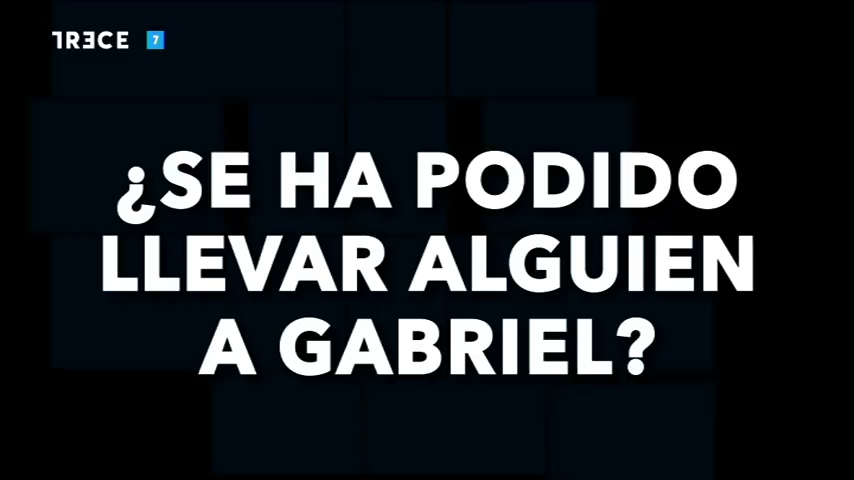 TRECE 7
¿SE HA PODIDO
LLEVAR ALGUIEN
A GABRIEL?